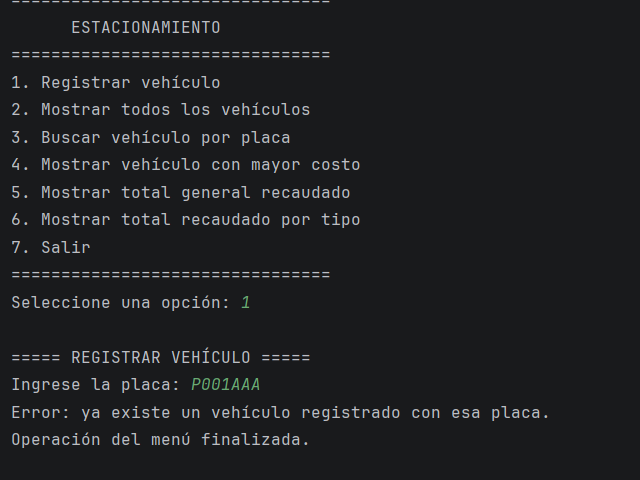 ================================
ESTACIONAMIENTO
================================
1. Registrar vehículo
2. Mostrar todos los vehículos
3. Buscar vehículo por placa
4. Mostrar vehículo con mayor costo
5. Mostrar total general recaudado
6. Mostrar total recaudado por tipo
7. Salir
================================
Seleccione una opción: 1
===== REGISTRAR VEHÍCULO =====
Ingrese la placa: P001AAA
Error: ya existe un vehículo registrado con esa placa.
Operación del menú finalizada.